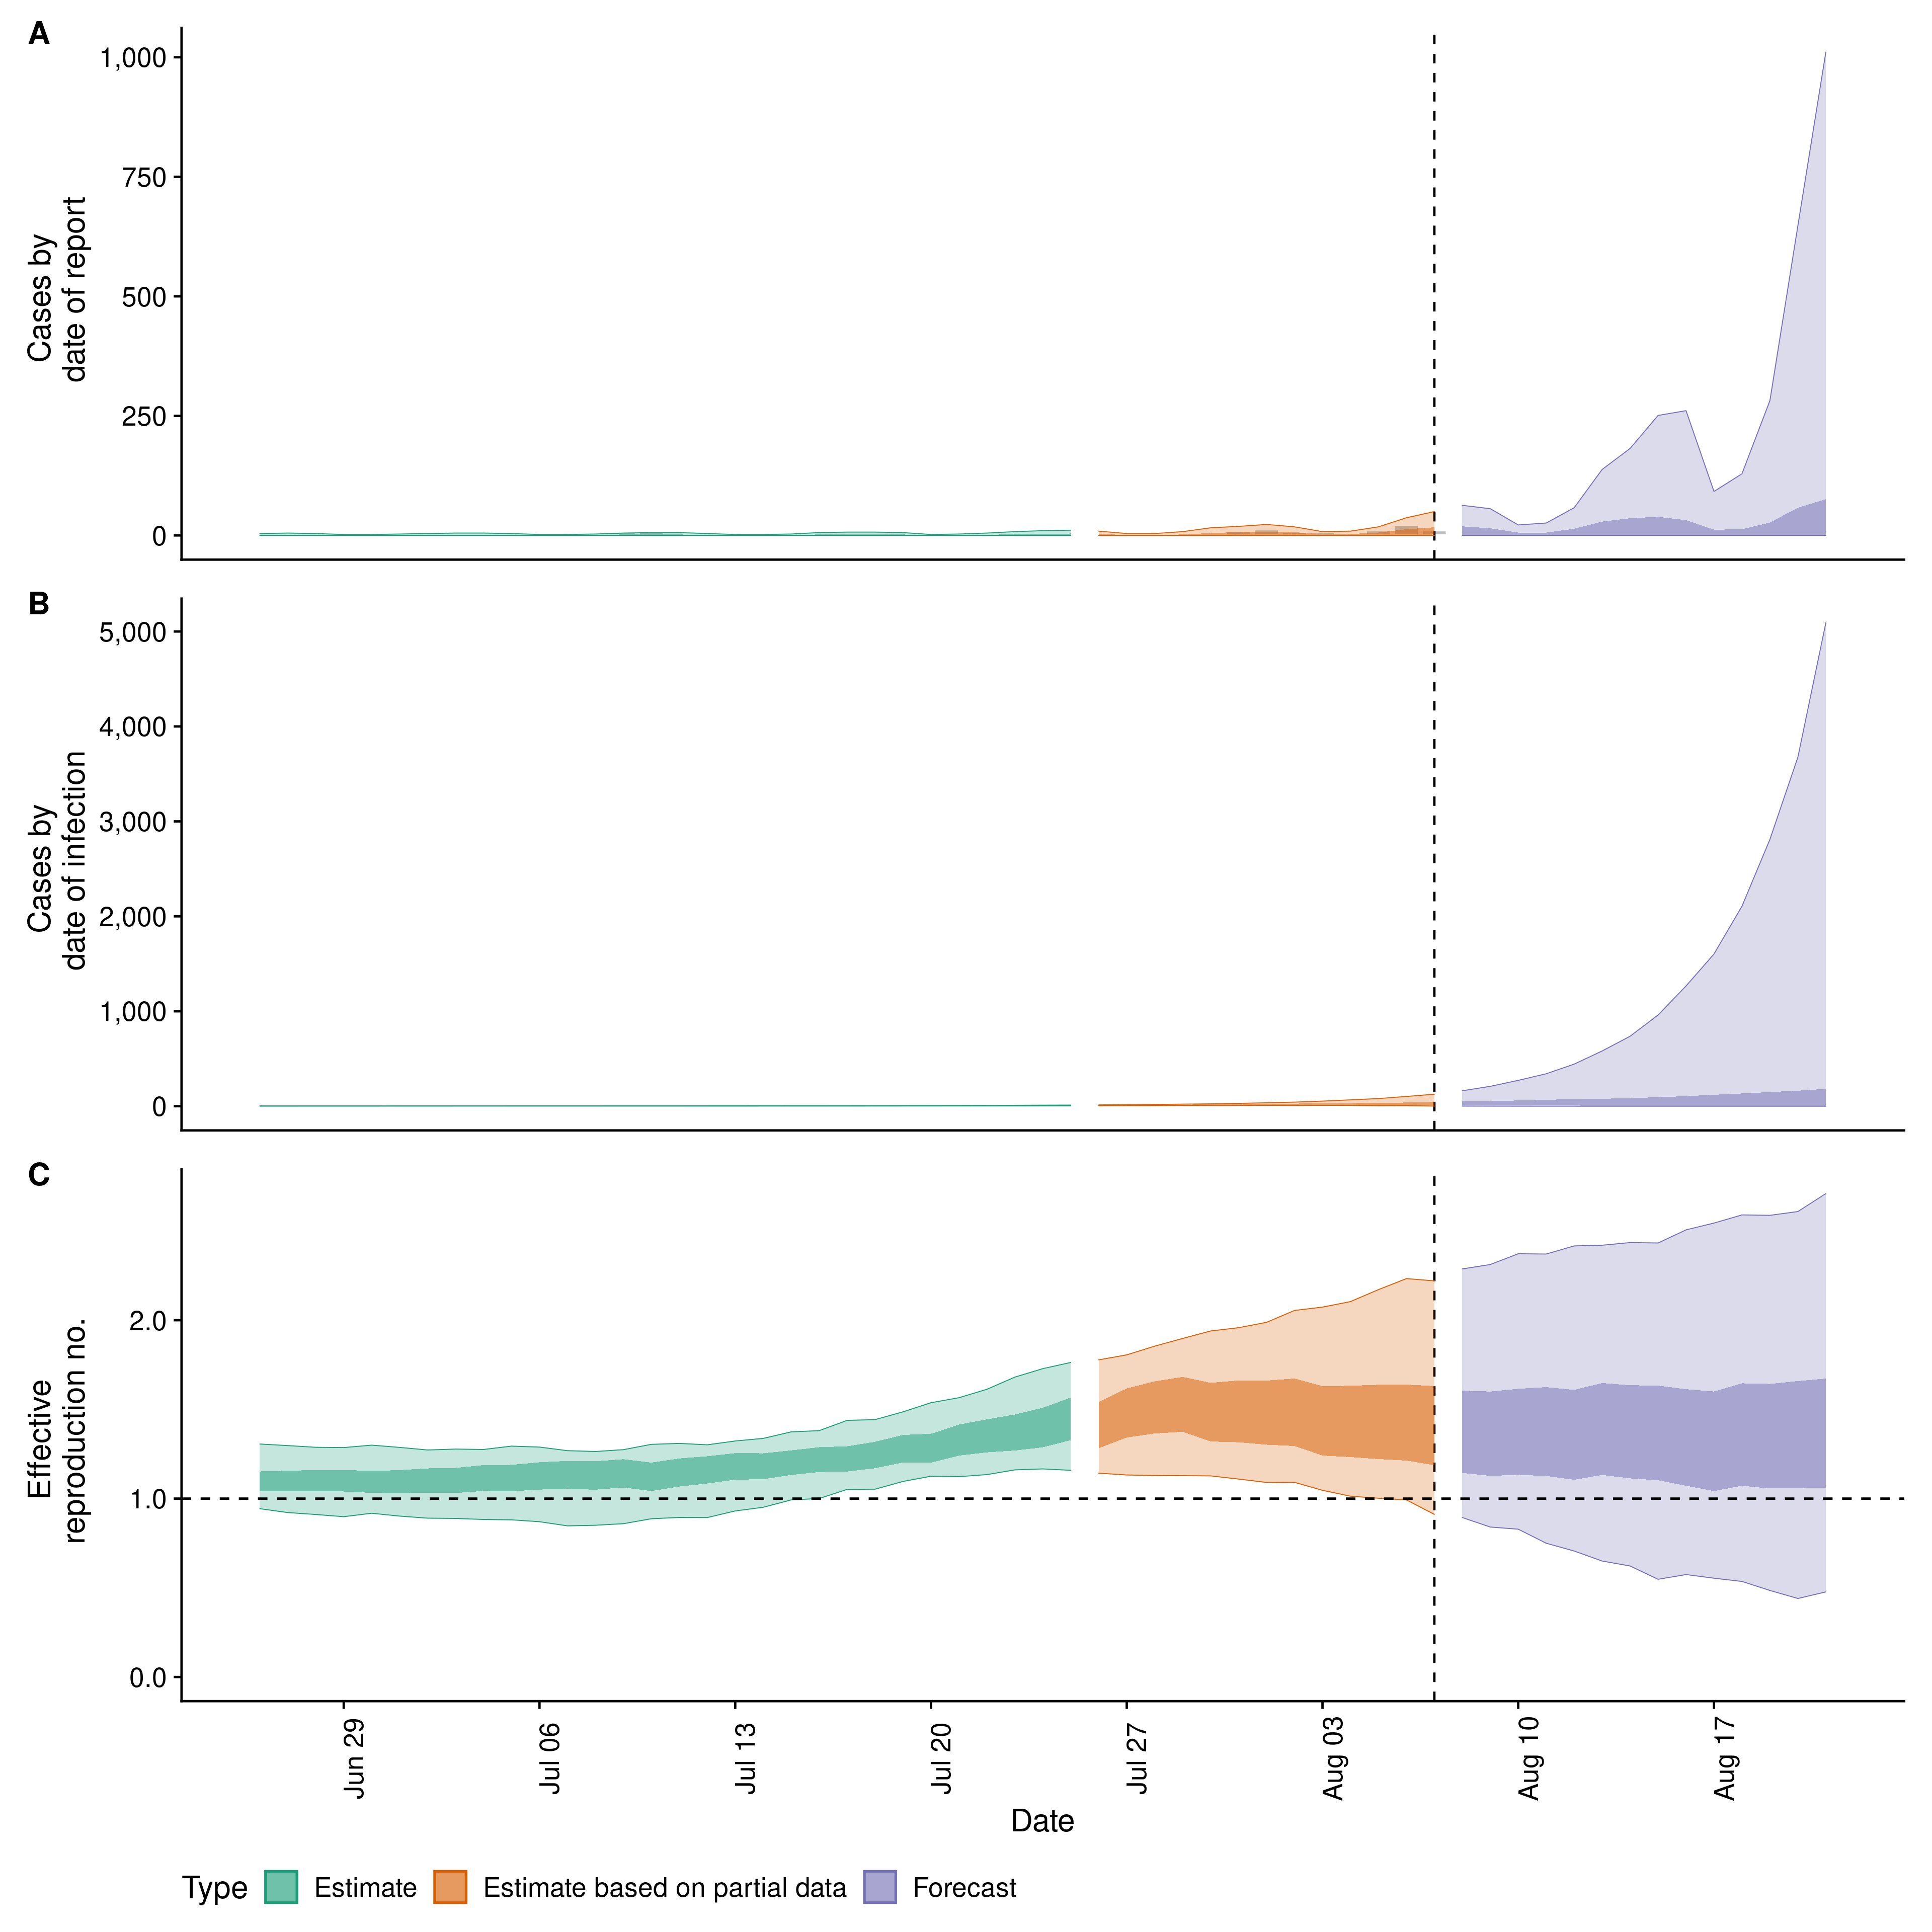 A
Cases by
date of report
1,000
750
500
250
0
B
Cases by
date of infection
5,000
4,000
3,000
2,000
1,000
0
C
Effective
reproduction no.
2.0
1.0
0.0
Jun 29
Jul 06
Jul 13
Jul 20
Jul 27
Aug 03
Aug 10
Aug 17
Date
Type Estimate Estimate based on partial data Forecast